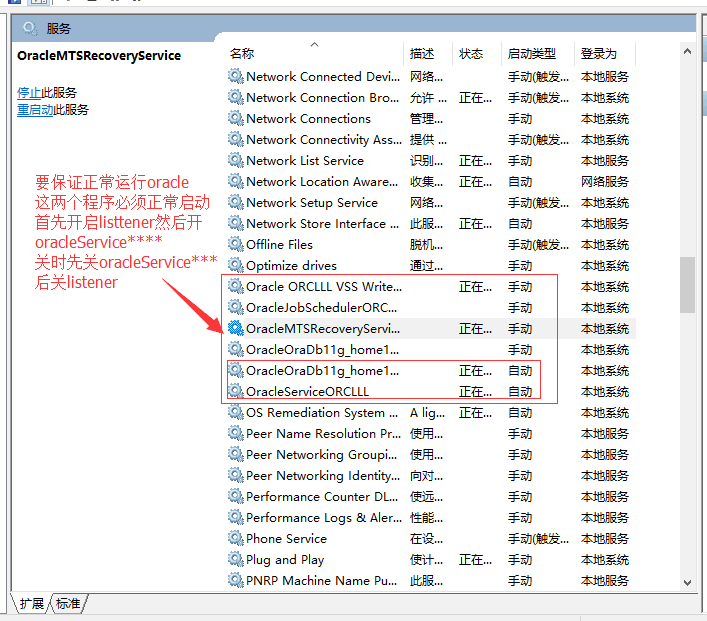 服务
OracleMTSRecoveryService
停止此服务
重启动此服务
要保证正常运行oracle
这两个程序必须正常启动
首先开启listtener然后开
oracleService****
关时先关oracleService***
后关listener
名称 描述 状态 启动类型 登录为
Network Connected Devi... 网络... 手动(触发... 本地服务
Network Connection Bro... 允许 ... 正在... 手动(触发... 本地系统
Network Connections 管理... 手动 本地系统
Network Connectivity Ass... 提供 ... 手动(触发... 本地系统
Network List Service 识别... 正在... 手动 本地服务
Network Location Aware... 收集... 正在... 自动 网络服务
Network Setup Service 网络... 手动(触发... 本地系统
Network Store Interface ... 此服... 正在... 自动 本地服务
Offline Files 脱机... 手动(触发... 本地系统
Optimize drives 通过... 手动 本地系统
Oracle ORCLLL VSS Write... 正在... 手动 本地系统
OracleJobSchedulerORC... 手动 本地系统
OracleMTSRecoveryServi... 正在... 手动 本地系统
OracleOraDb11g_home1... 手动 本地系统
OracleOraDb11g_home1... 正在... 自动 本地系统
OracleServiceORCLLL 正在... 自动 本地系统
OS Remediation System ... A lig... 正在... 自动 本地系统
Peer Name Resolution Pr... 使用... 手动 本地服务
Peer Networking Groupi... 使用... 手动 本地服务
Peer Networking Identity... 向对... 手动 本地服务
Performance Counter DL... 使远... 手动 本地服务
Performance Logs & Aler... 性能... 手动 本地服务
Phone Service 在设... 手动(触发... 本地服务
Plug and Play 使计... 正在... 手动 本地系统
PNRP Machine Name Pu... 此服... 手动 本地服务
扩展 标准